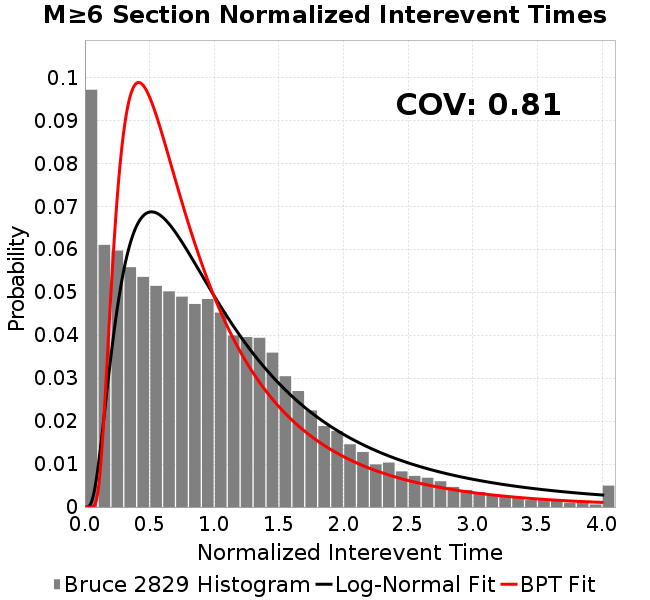 M≥6 Section Normalized Interevent Times
COV: 0.81
Probability
0.1
0.09
0.08
0.07
0.06
0.05
0.04
0.03
0.02
0.01
0
0.0 0.5 1.0 1.5 2.0 2.5 3.0 3.5 4.0
Normalized Interevent Time
Bruce 2829 Histogram Log-Normal Fit BPT Fit